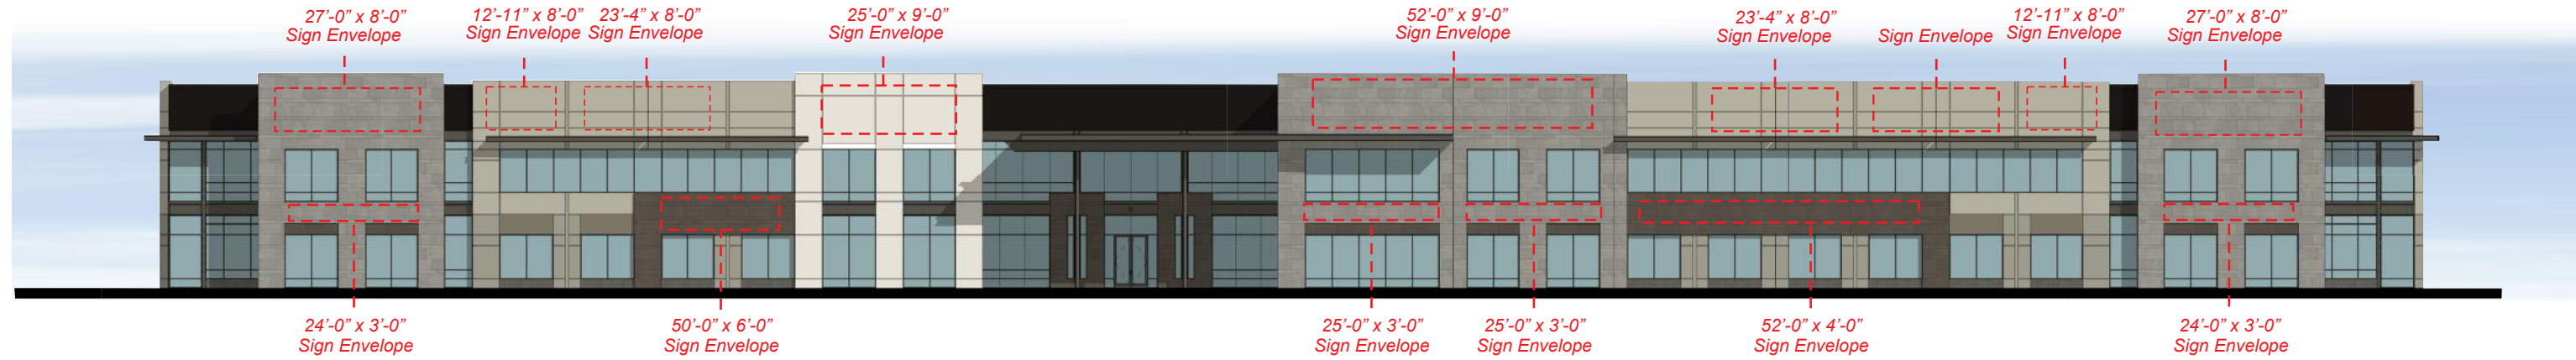 27'-0” x 8'-0”
Sign Envelope
12'-11” x 8'-0”
Sign Envelope
23'-4” x 8'-0”
Sign Envelope
25'-0” x 9'-0”
Sign Envelope
52'-0” x 9'-0”
Sign Envelope
23'-4” x 8'-0”
Sign Envelope
Sign Envelope
12'-11” x 8'-0”
Sign Envelope
27'-0” x 8'-0”
Sign Envelope
24'-0” x 3'-0”
Sign Envelope
50'-0” x 6'-0”
Sign Envelope
25'-0” x 3'-0”
Sign Envelope
25'-0” x 3'-0”
Sign Envelope
52'-0” x 4'-0”
Sign Envelope
24'-0” x 3'-0”
Sign Envelope